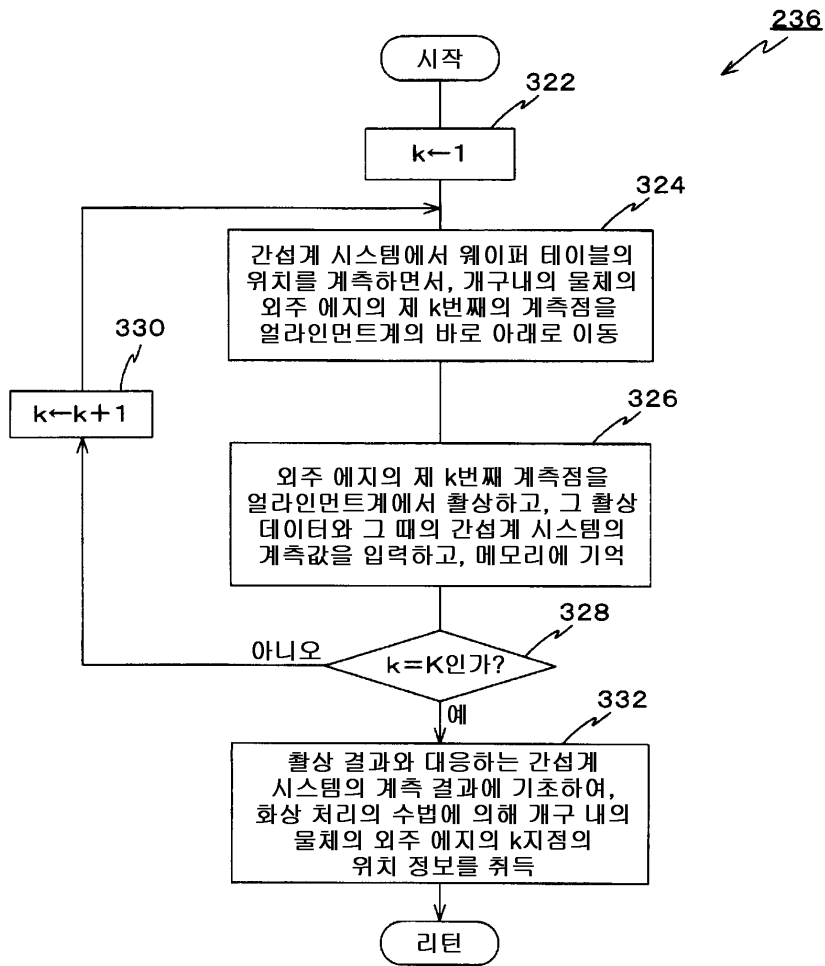 236
시작
322
k←1
324
간섭계 시스템에서 웨이퍼 테이블의
위치를 계측하면서, 개구내의 물체의
외주 에지의 제 k번째의 계측점을
얼라인먼트계의 바로 아래로 이동
330
k←k+1
326
외주 에지의 제 k번째 계측점을
얼라인먼트계에서 촬상하고, 그 촬상
데이터와 그 때의 간섭계 시스템의
계측값을 입력하고, 메모리에 기억
328
아니오
k=K인가?
예
332
촬상 결과와 대응하는 간섭계
시스템의 계측 결과에 기초하여,
화상 처리의 수법에 의해 개구 내의
물체의 외주 에지의 k지점의
위치 정보를 취득
리턴